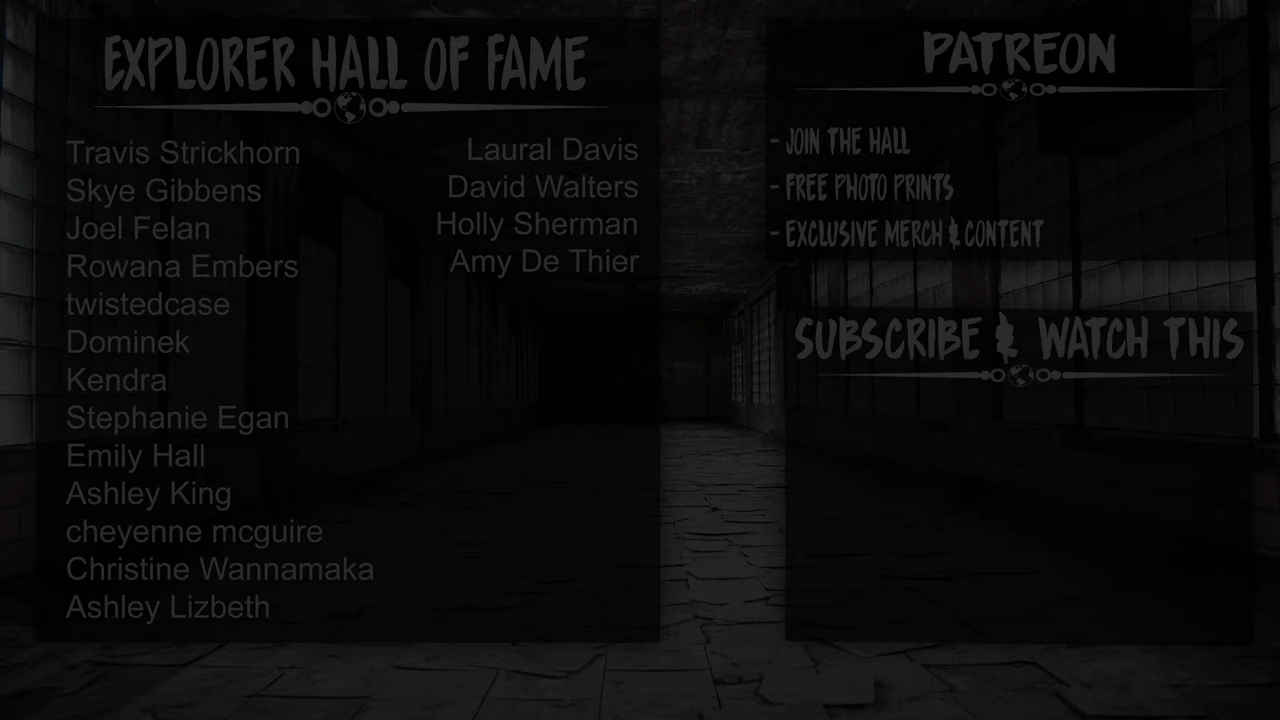 EXPLORER HALL OF FAME
Travis Strickhorn
Skye Gibbens
Joel Felan
Rowana Embers
twistedcase
Dominek
Kendra
Stephanie Egan
Emily Hall
Ashley King
cheyenne mcguire
Christine Wannamaka
Ashley Lizbeth
Laural Davis
David Walters
Holly Sherman
Amy De Thier
PATREON
- JOIN THE HALL
- FREE PHOTO PRINTS
- EXCLUSIVE MERCH & CONTENT
SUBSCRIBE & WATCH THIS